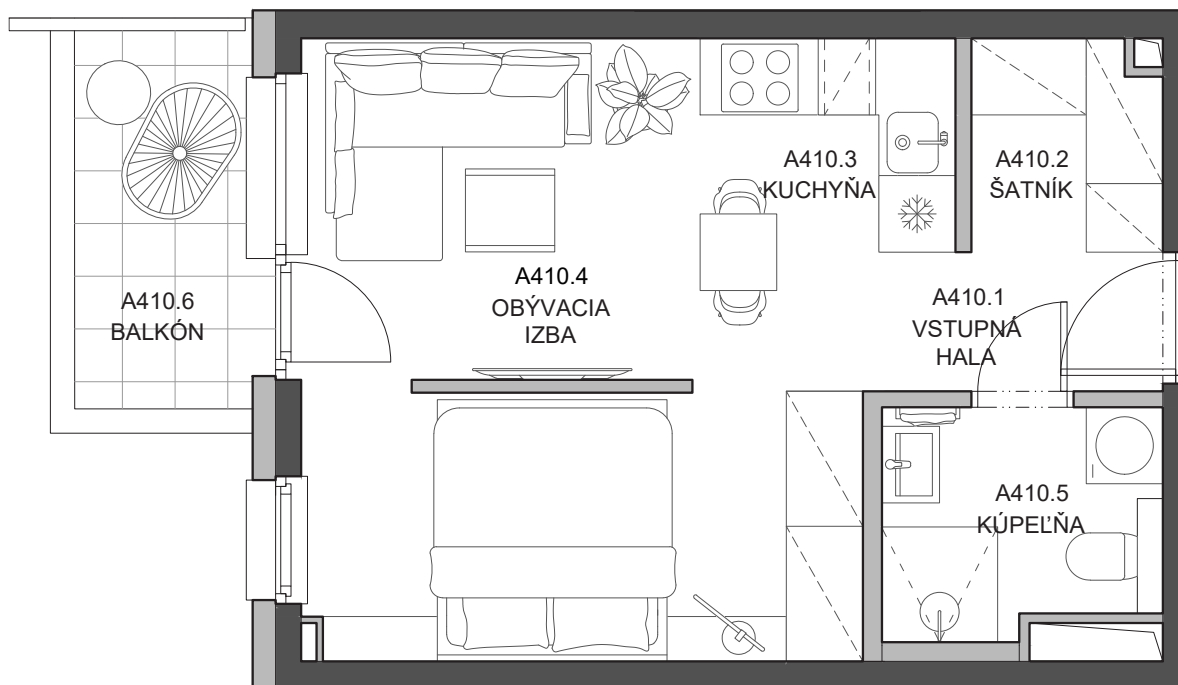 A410.3
KUCHYŇA
A410.2
ŠATNÍK
A410.4
OBÝVACIA
IZBA
A410.6
BALKÓN
A410.1
VSTUPNÁ
HALA
A410.5
KÚPEĽŇA